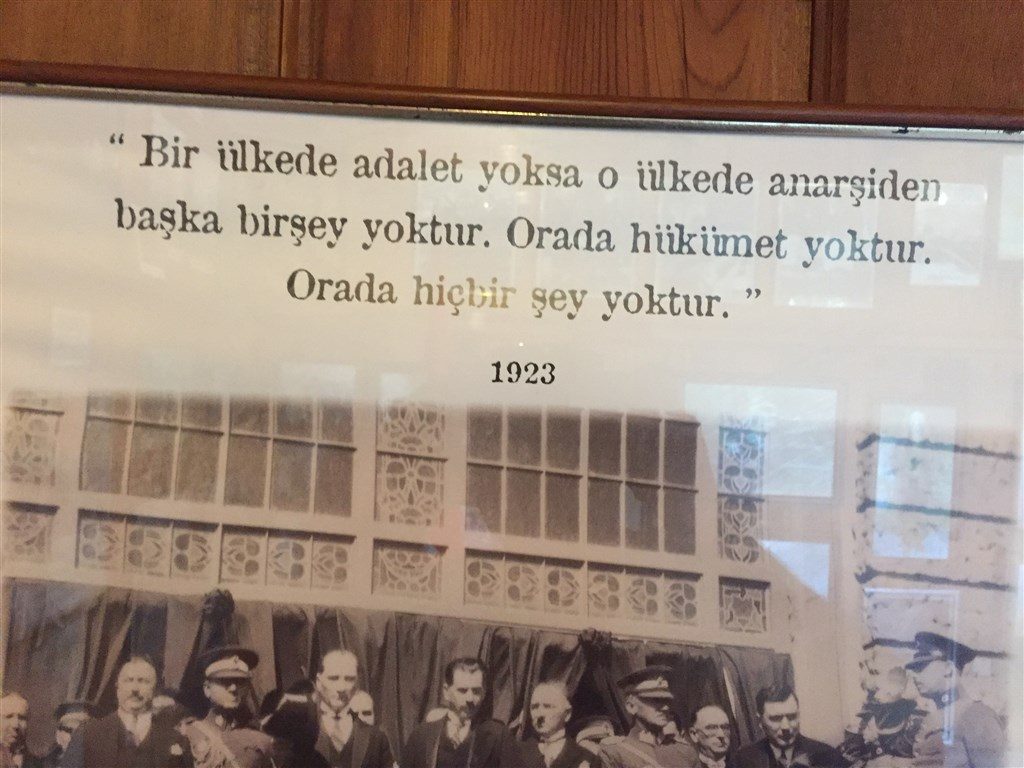 “ Bir ülkede adalet yoksa o ülkede anarşiden
başka birşey yoktur. Orada hükümet yoktur.
Orada hiçbir şey yoktur. ”
1923